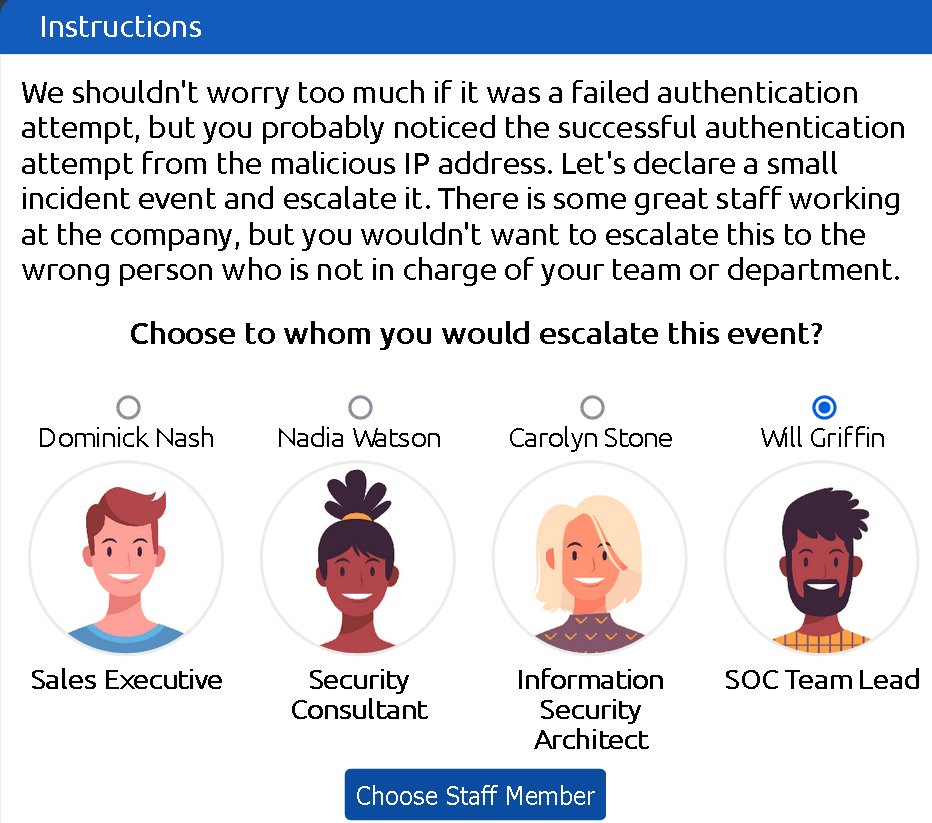 Instructions
We shouldn't worry too much if it was a failed authentication
attempt, but you probably noticed the successful authentication
attempt from the malicious IP address. Let's declare a small
incident event and escalate it. There is some great staff working
at the company, but you wouldn't want to escalate this to the
wrong person who is not in charge of your team or department.
Choose to whom you would escalate this event?
Dominick Nash
Nadia Watson
Carolyn Stone
Will Griffin
Sales Executive
Security
Consultant
Information
Security
Architect
SOC Team Lead
Choose Staff Member